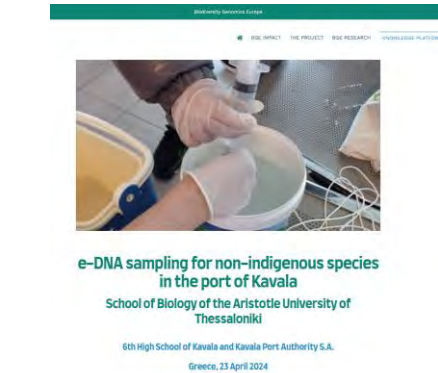 Biodiversity Genomics Europe
BGE IMPACT THE PROJECT BGE RESEARCH KNOWLEDGE PLATFORM
e-DNA sampling for non-indigenous species
in the port of Kavala
School of Biology of the Aristotle University of
Thessaloniki
6th High School of Kavala and Kavala Port Authority S.A.
Greece, 23 April 2024